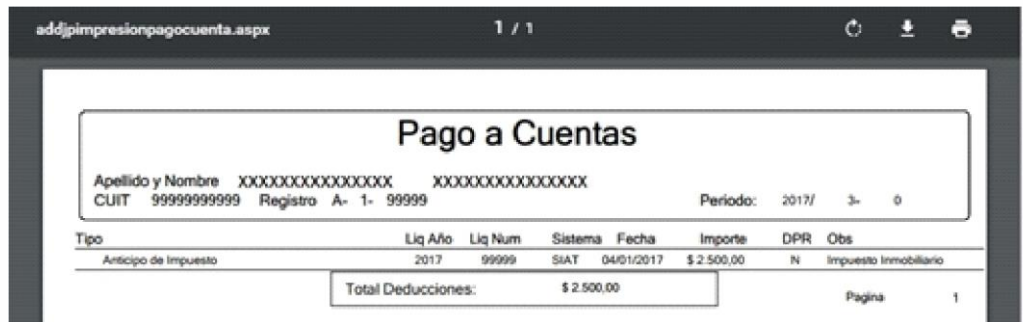 addjpimpresionpagocuenta.aspx 1 / 1
Pago a Cuentas
Apellido y Nombre XXXXXXXXXXXXXXX XXXXXXXXXXXXXXX
CUIT 99999999999 Registro A- 1- 99999 Periodo: 2017/ 3- 0
Tipo Liq Año Liq Num Sistema Fecha Importe DPR Obs
Anticipo de Impuesto 2017 99999 SIAT 04/01/2017 $ 2.500,00 N Impuesto Inmobiliario
Total Deducciones: $ 2.500,00
Pagina 1